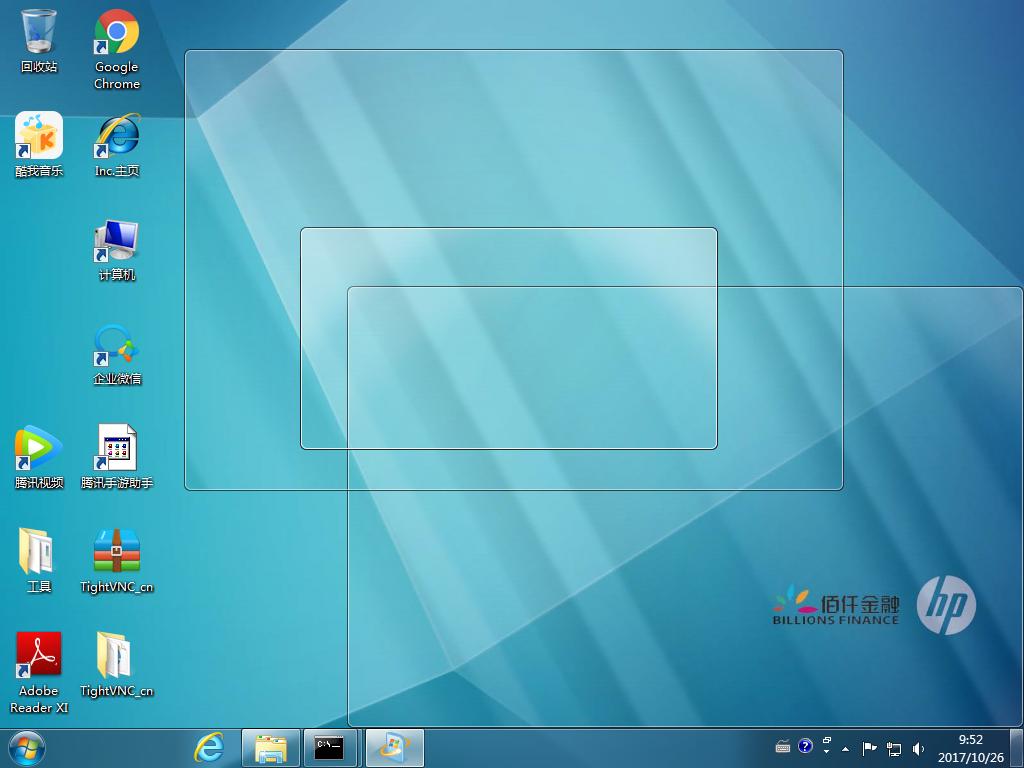 回收站
Google
Chrome
酷我音乐
Inc.主页
计算机
企业微信
腾讯视频
腾讯手游助手
工具
TightVNC_cn
Adobe
Reader XI
TightVNC_cn
佰仟金融
BILLIONS FINANCE
hp
C:\_
9:52
2017/10/26